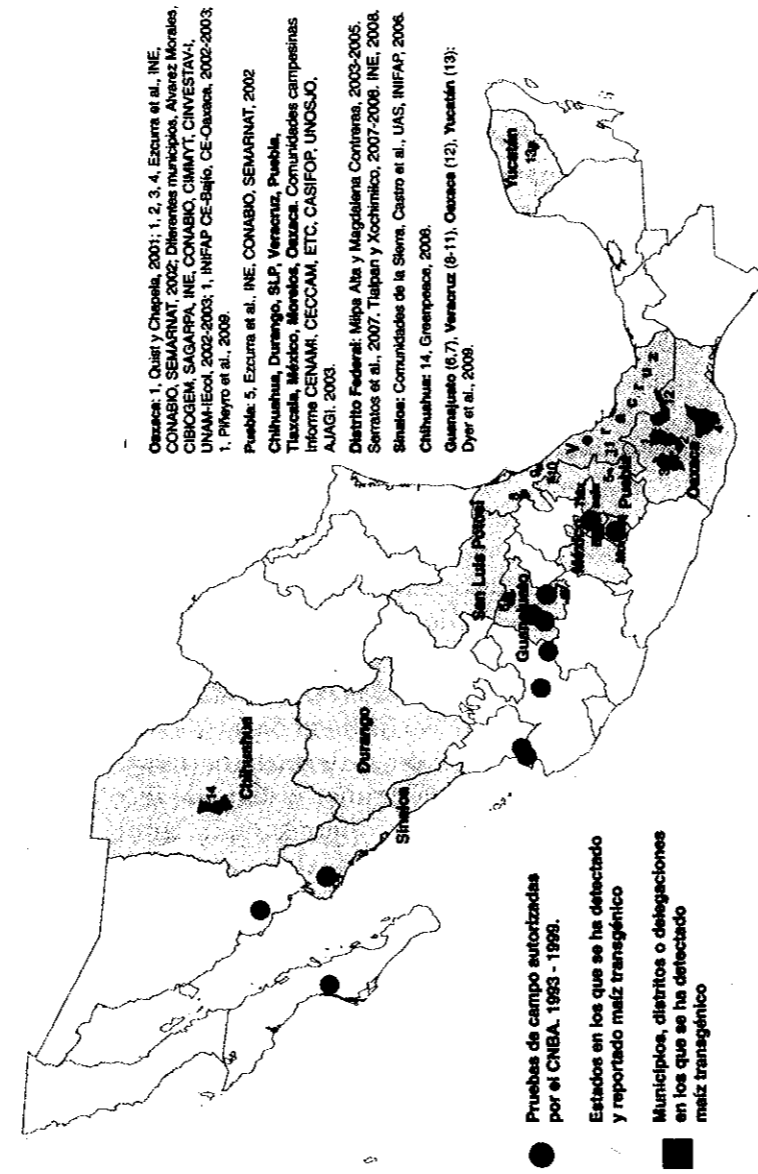 Oaxaca: 1, Quist y Chapela, 2001; 1, 2, 3, 4, Ezcurra et al., INE,
CONABIO, SEMARNAT, 2002; Diferentes municipios, Alvarez Morales,
CIBIOGEM, SAGARPA, INE, CONABIO, CIMMYT, CINVESTAV-I,
UNAM-IEcol, 2002-2003; 1, INIFAP CE-Bajío, CE-Oaxaca, 2002-2003;
1, Piñeyro et al., 2009.
Puebla: 5, Ezcurra et al., INE, CONABIO, SEMARNAT, 2002
Chihuahua, Durango, SLP, Veracruz, Puebla,
Tlaxcala, México, Morelos, Oaxaca. Comunidades campesinas
Informe CENAMI, CECCAM, ETC, CASIFOP, UNOSJO,
AJAGI. 2003.
Distrito Federal: Milpa Alta y Magdalena Contreras, 2003-2005.
Serratos et al., 2007, Tlalpan y Xochimilco, 2007-2008. INE, 2008.
Sinaloa: Comunidades de la Sierra, Castro et al., UAS, INIFAP, 2006.
Chihuahua: 14, Greenpeace, 2008.
Guanajuato (6,7), Veracruz (8-11), Oaxaca (12), Yucatán (13):
Dyer et al., 2009.
14
Chihuahua
Durango
Sinaloa
San Luis Potosí
Guanajuato
México
Puebla
Veracruz
Oaxaca
Yucatán
13
12
11
10
5
Pruebas de campo autorizadas
por el CNBA. 1993 - 1999.
Estados en los que se ha detectado
y reportado maíz transgénico
Municipios, distritos o delegaciones
en los que se ha detectado
maíz transgénico